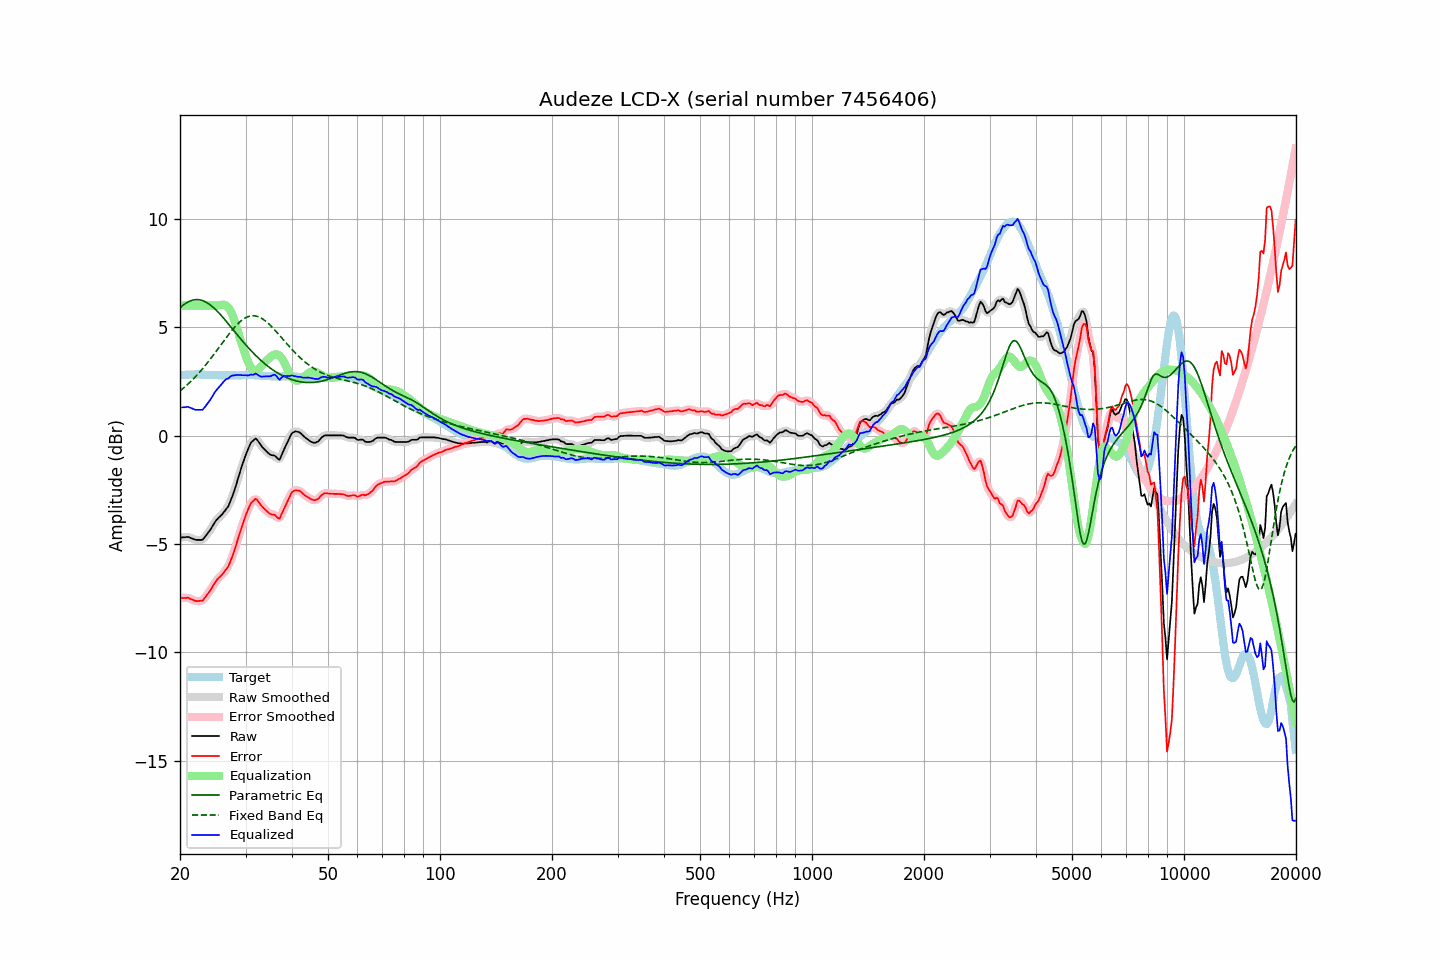 Audeze LCD-X (serial number 7456406)
Amplitude (dBr)
10
5
0
−5
−10
−15
Target
Raw Smoothed
Error Smoothed
Raw
Error
Equalization
Parametric Eq
Fixed Band Eq
Equalized
20 50 100 200 500 1000 2000 5000 10000 20000
Frequency (Hz)